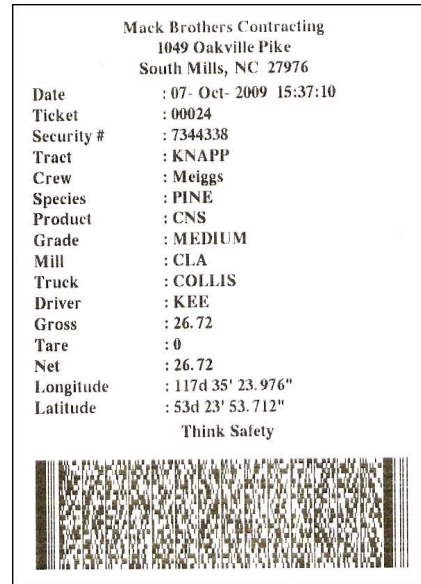 Mack Brothers Contracting
1049 Oakville Pike
South Mills, NC 27976
Date : 07- Oct- 2009 15:37:10
Ticket : 00024
Security # : 7344338
Tract : KNAPP
Crew : Meiggs
Species : PINE
Product : CNS
Grade : MEDIUM
Mill : CLA
Truck : COLLIS
Driver : KEE
Gross : 26.72
Tare : 0
Net : 26.72
Longitude : 117d 35' 23.976"
Latitude : 53d 23' 53.712"
Think Safety